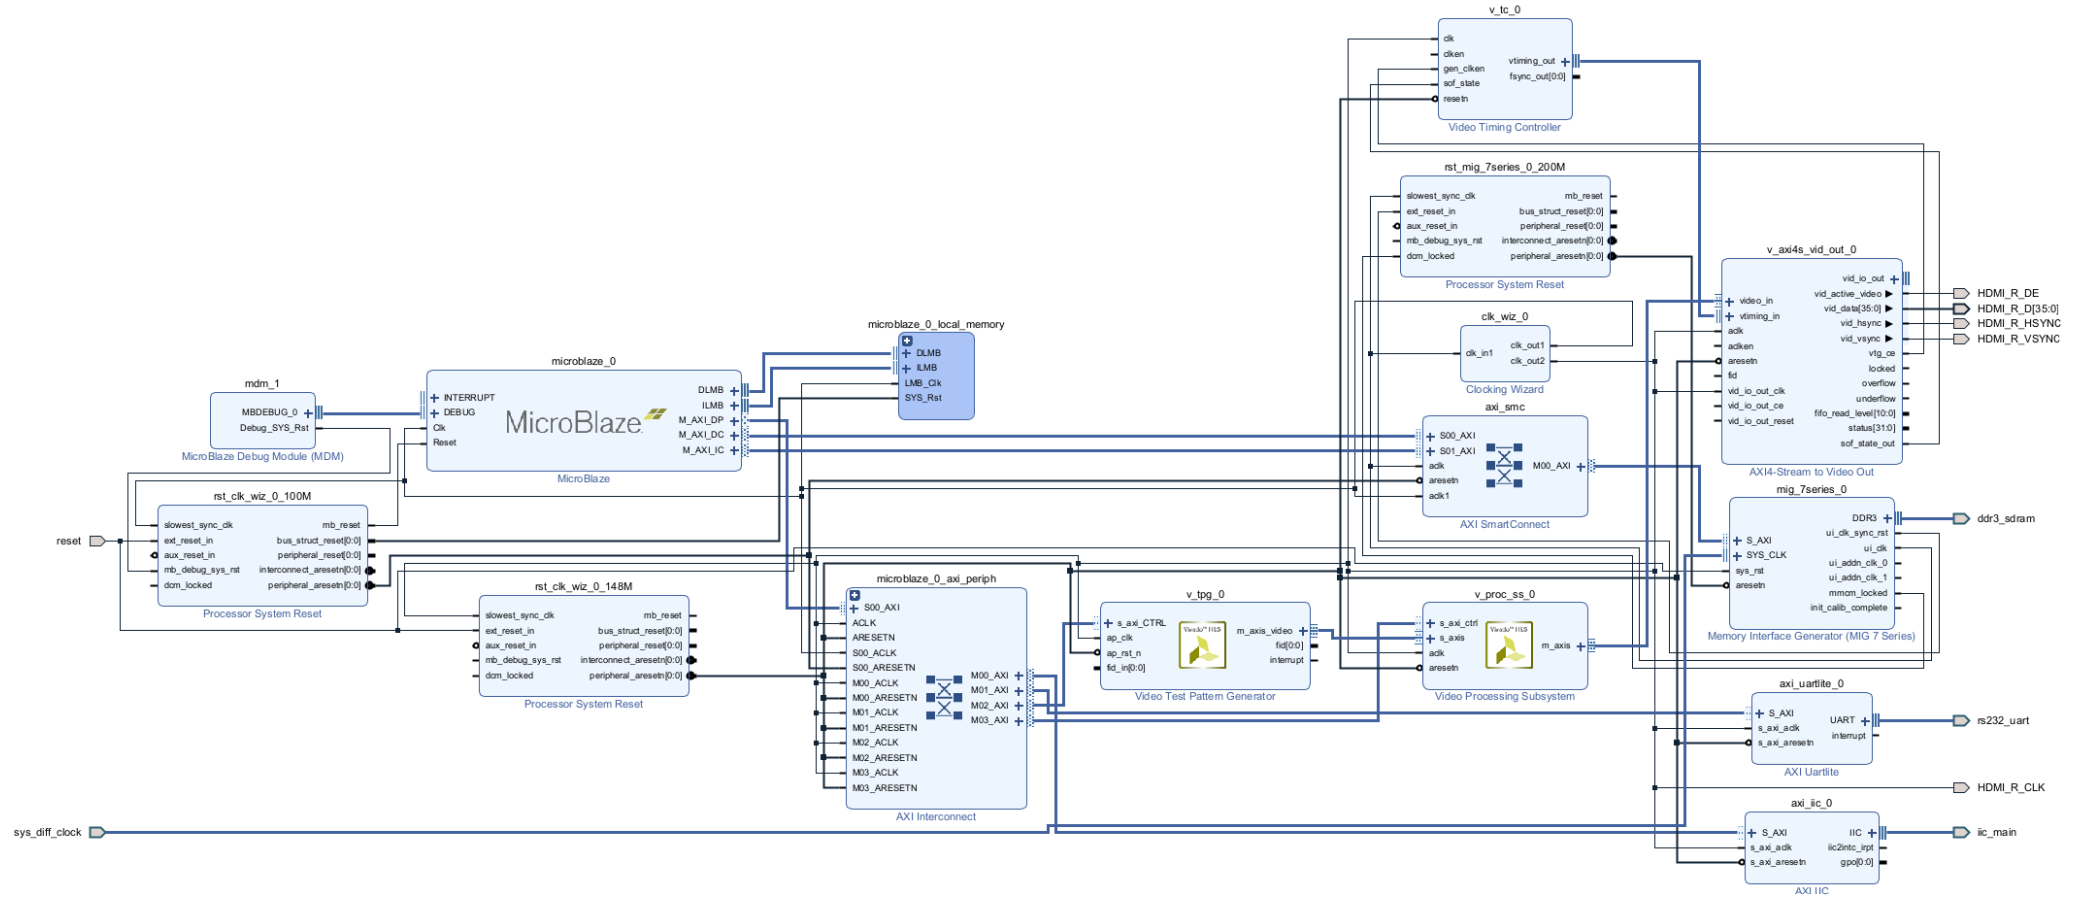 v_tc_0
clk
clken
gen_clken
sof_state
resetn
vtiming_out
fsync_out[0:0]
Video Timing Controller
rst_mig_7series_0_200M
slowest_sync_clk
ext_reset_in
aux_reset_in
mb_debug_sys_rst
dcm_locked
mb_reset
bus_struct_reset[0:0]
peripheral_reset[0:0]
interconnect_aresetn[0:0]
peripheral_aresetn[0:0]
Processor System Reset
v_axi4s_vid_out_0
video_in
vtiming_in
aclk
aclken
aresetn
fid
vid_io_out_clk
vid_io_out_ce
vid_io_out_reset
vid_io_out
vid_active_video
vid_data[35:0]
vid_hsync
vid_vsync
vtg_ce
locked
overflow
underflow
fifo_read_level[10:0]
status[31:0]
sof_state_out
AXI4-Stream to Video Out
HDMI_R_DE
HDMI_R_D[35:0]
HDMI_R_HSYNC
HDMI_R_VSYNC
clk_wiz_0
clk_in1
clk_out1
clk_out2
Clocking Wizard
microblaze_0_local_memory
DLMB
ILMB
LMB_Clk
SYS_Rst
microblaze_0
INTERRUPT
DEBUG
Clk
Reset
MicroBlaze
DLMB
ILMB
M_AXI_DP
M_AXI_DC
M_AXI_IC
MicroBlaze
mdm_1
MBDEBUG_0
Debug_SYS_Rst
MicroBlaze Debug Module (MDM)
axi_smc
S00_AXI
S01_AXI
aclk
aresetn
aclk1
M00_AXI
AXI SmartConnect
rst_clk_wiz_0_100M
slowest_sync_clk
ext_reset_in
aux_reset_in
mb_debug_sys_rst
dcm_locked
mb_reset
bus_struct_reset[0:0]
peripheral_reset[0:0]
interconnect_aresetn[0:0]
peripheral_aresetn[0:0]
Processor System Reset
reset
mig_7series_0
S_AXI
SYS_CLK
sys_rst
aresetn
DDR3
ui_clk_sync_rst
ui_clk
ui_addn_clk_0
ui_addn_clk_1
mmcm_locked
init_calib_complete
Memory Interface Generator (MIG 7 Series)
ddr3_sdram
rst_clk_wiz_0_148M
slowest_sync_clk
ext_reset_in
aux_reset_in
mb_debug_sys_rst
dcm_locked
mb_reset
bus_struct_reset[0:0]
peripheral_reset[0:0]
interconnect_aresetn[0:0]
peripheral_aresetn[0:0]
Processor System Reset
microblaze_0_axi_periph
S00_AXI
ACLK
ARESETN
S00_ACLK
S00_ARESETN
M00_ACLK
M00_ARESETN
M01_ACLK
M01_ARESETN
M02_ACLK
M02_ARESETN
M03_ACLK
M03_ARESETN
M00_AXI
M01_AXI
M02_AXI
M03_AXI
AXI Interconnect
v_tpg_0
s_axi_CTRL
ap_clk
ap_rst_n
fid_in[0:0]
Vivado™ HLS
m_axis_video
fid[0:0]
interrupt
Video Test Pattern Generator
v_proc_ss_0
s_axi_ctrl
s_axis
aclk
aresetn
Vivado™ HLS
m_axis
Video Processing Subsystem
axi_uartlite_0
S_AXI
s_axi_aclk
s_axi_aresetn
UART
interrupt
AXI Uartlite
rs232_uart
HDMI_R_CLK
sys_diff_clock
axi_iic_0
S_AXI
s_axi_aclk
s_axi_aresetn
IIC
iic2intc_irpt
gpo[0:0]
AXI IIC
iic_main